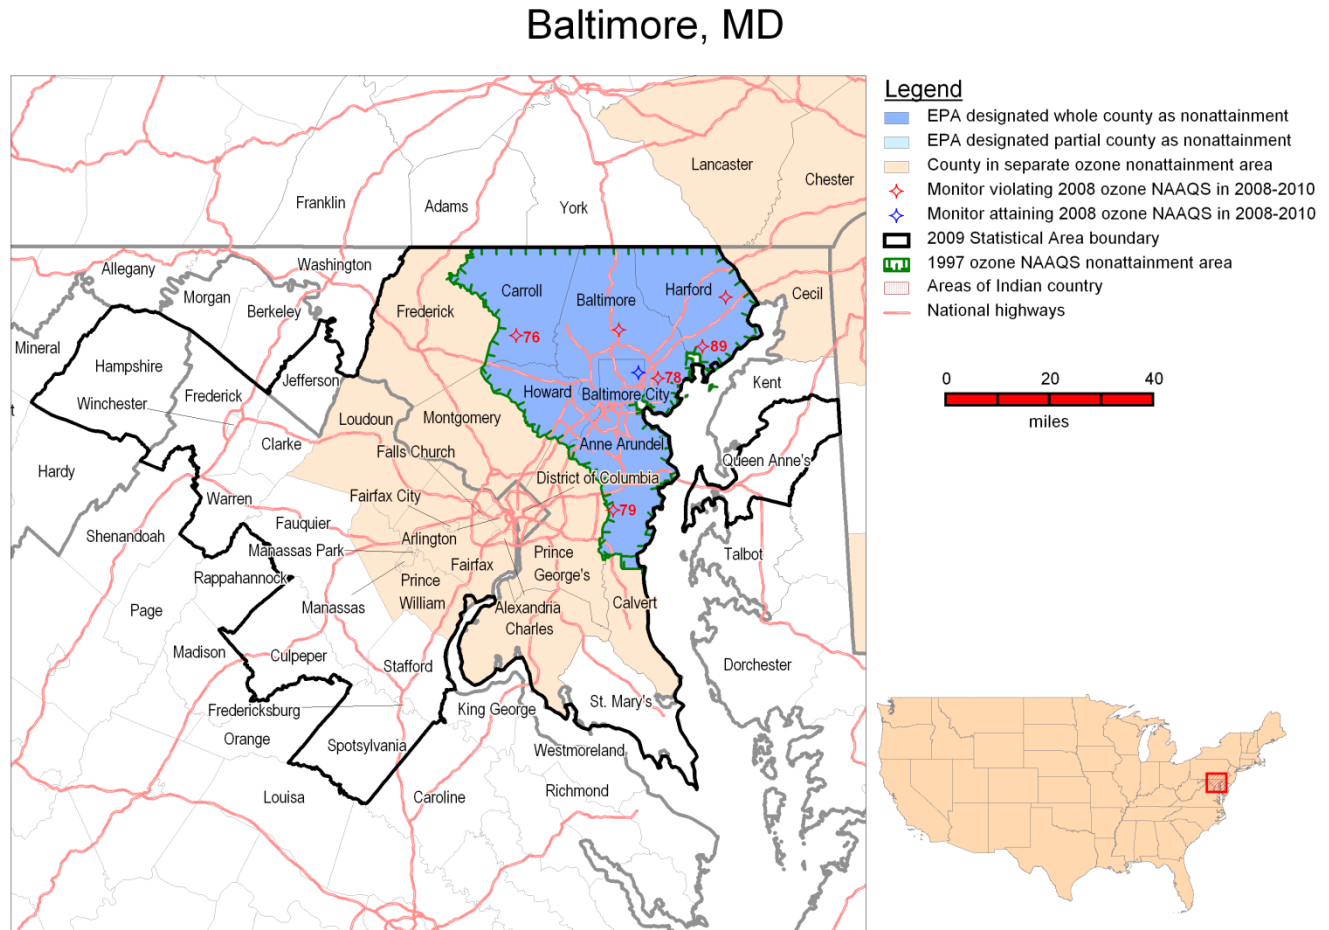 Baltimore, MD
Legend
EPA designated whole county as nonattainment
EPA designated partial county as nonattainment
County in separate ozone nonattainment area
Monitor violating 2008 ozone NAAQS in 2008-2010
Monitor attaining 2008 ozone NAAQS in 2008-2010
2009 Statistical Area boundary
1997 ozone NAAQS nonattainment area
Areas of Indian country
National highways
0 20 40
miles
Lancaster
Chester
Franklin
Adams
York
Allegany
Washington
Morgan
Berkeley
Frederick
Carroll
Baltimore
Harford
Cecil
76
89
Mineral
Hampshire
Jefferson
Frederick
Winchester
78
Kent
Howard
Baltimore City
t
Loudoun
Montgomery
Clarke
Falls Church
Anne Arundel
Queen Anne's
Hardy
District of Columbia
Fairfax City
Warren
79
Fauquier
Shenandoah
Arlington
Manassas Park
Prince
George's
Talbot
Fairfax
Rappahannock
Prince
William
Page
Manassas
Alexandria
Calvert
Charles
Madison
Culpeper
Stafford
Dorchester
Fredericksburg
King George
St. Mary's
Orange
Spotsylvania
Westmoreland
Louisa
Caroline
Richmond